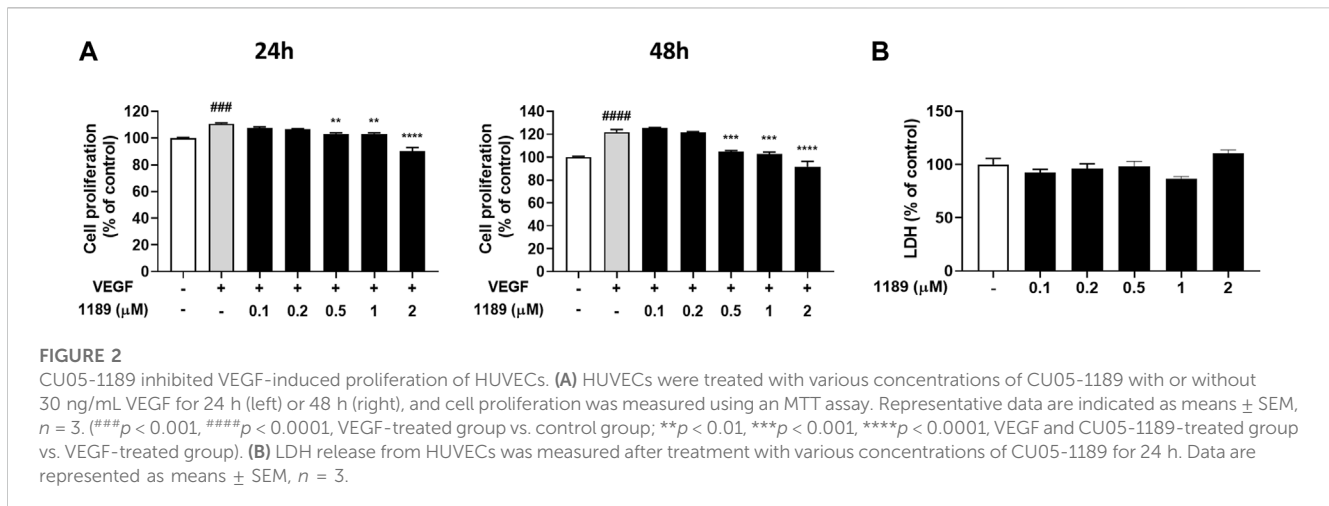 A
24h
Cell proliferation
(% of control)
120
100
80
60
40
20
0
###
**
**
****
VEGF - + + + + + +
1189 (μM) - - 0.1 0.2 0.5 1 2
48h
Cell proliferation
(% of control)
140
120
100
80
60
40
20
0
####
***
***
****
VEGF - + + + + + +
1189 (μM) - - 0.1 0.2 0.5 1 2
B
LDH (% of control)
150
100
50
0
1189 (μM) - 0.1 0.2 0.5 1 2
FIGURE 2
CU05-1189 inhibited VEGF-induced proliferation of HUVECs. (A) HUVECs were treated with various concentrations of CU05-1189 with or without
30 ng/mL VEGF for 24 h (left) or 48 h (right), and cell proliferation was measured using an MTT assay. Representative data are indicated as means ± SEM,
n = 3. (###p < 0.001, ####p < 0.0001, VEGF-treated group vs. control group; **p < 0.01, ***p < 0.001, ****p < 0.0001, VEGF and CU05-1189-treated group
vs. VEGF-treated group). (B) LDH release from HUVECs was measured after treatment with various concentrations of CU05-1189 for 24 h. Data are
represented as means ± SEM, n = 3.